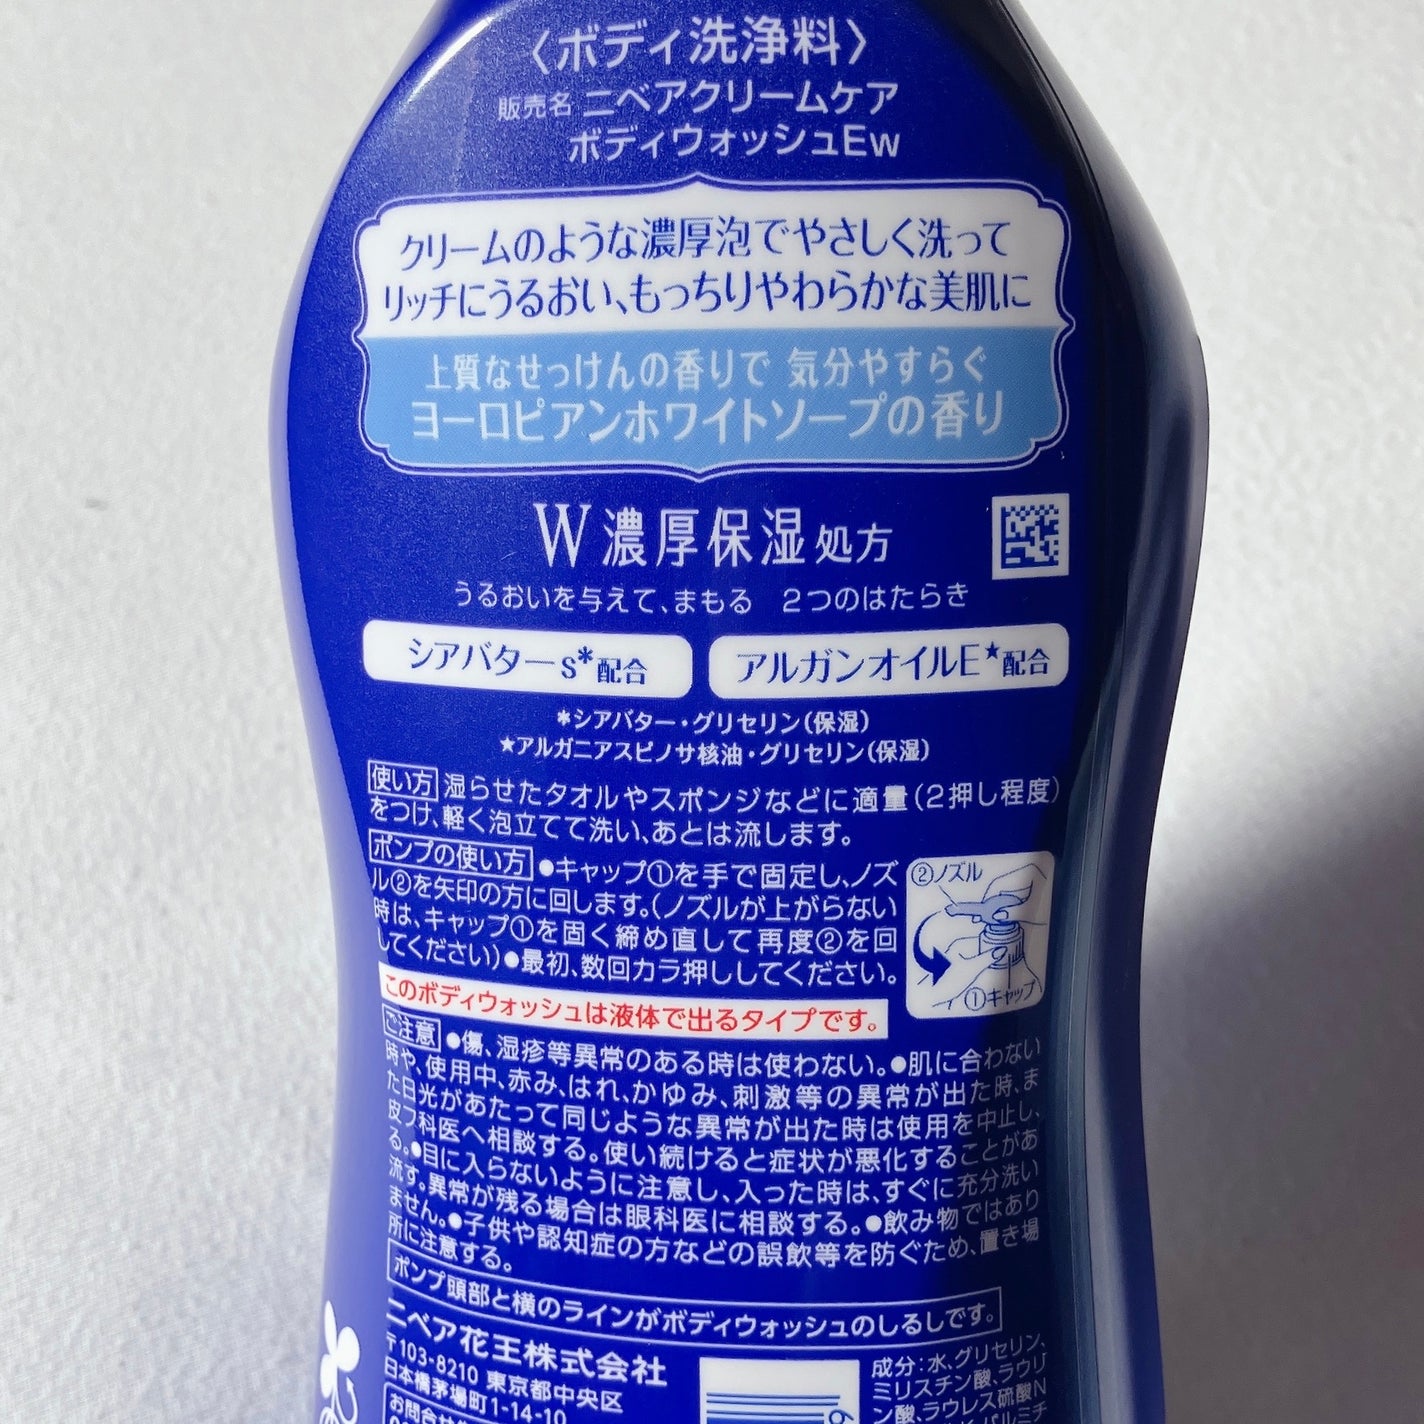 〈ボディ洗浄料〉
販売名 ニベアクリームケア
ボディウォッシュEw
クリームのような濃厚泡でやさしく洗って
リッチにうるおい、もっちりやわらかな美肌に
上質なせっけんの香りで 気分やすらぐ
ヨーロピアンホワイトソープの香り
W濃厚保湿処方
うるおいを与えて、まもる 2つのはたらき
シアバターs*配合
アルガンオイルE★配合
*シアバター・グリセリン(保湿)
★アルガニアスピノサ核油・グリセリン(保湿)
使い方 湿らせたタオルやスポンジなどに適量(2押し程度)
をつけ、軽く泡立てて洗い、あとは流します。
ポンプの使い方 ●キャップ①を手で固定し、ノズ
ル②を矢印の方に回します。(ノズルが上がらない
時は、キャップ①を固く締め直して再度②を回
してください)●最初、数回カラ押ししてください。
②ノズル
①キャップ
このボディウォッシュは液体で出るタイプです。
ご注意 ●傷、湿疹等異常のある時は使わない。●肌に合わない
時や、使用中、赤み、はれ、かゆみ、刺激等の異常が出た時、ま
た日光があたって同じような異常が出た時は使用を中止し、
皮フ科医へ相談する。使い続けると症状が悪化することがあ
る。●目に入らないように注意し、入った時は、すぐに充分洗い
流す。異常が残る場合は眼科医に相談する。●飲み物ではあり
ません。●子供や認知症の方などの誤飲等を防ぐため、置き場
所に注意する。
ポンプ頭部と横のラインがボディウォッシュのしるしです。
ニベア花王株式会社
〒103-8210 東京都中央区
日本橋茅場町1-14-10
お問合せ
成分:水、グリセリン、
ミリスチン酸、ラウリ
ン酸、ラウレス硫酸N